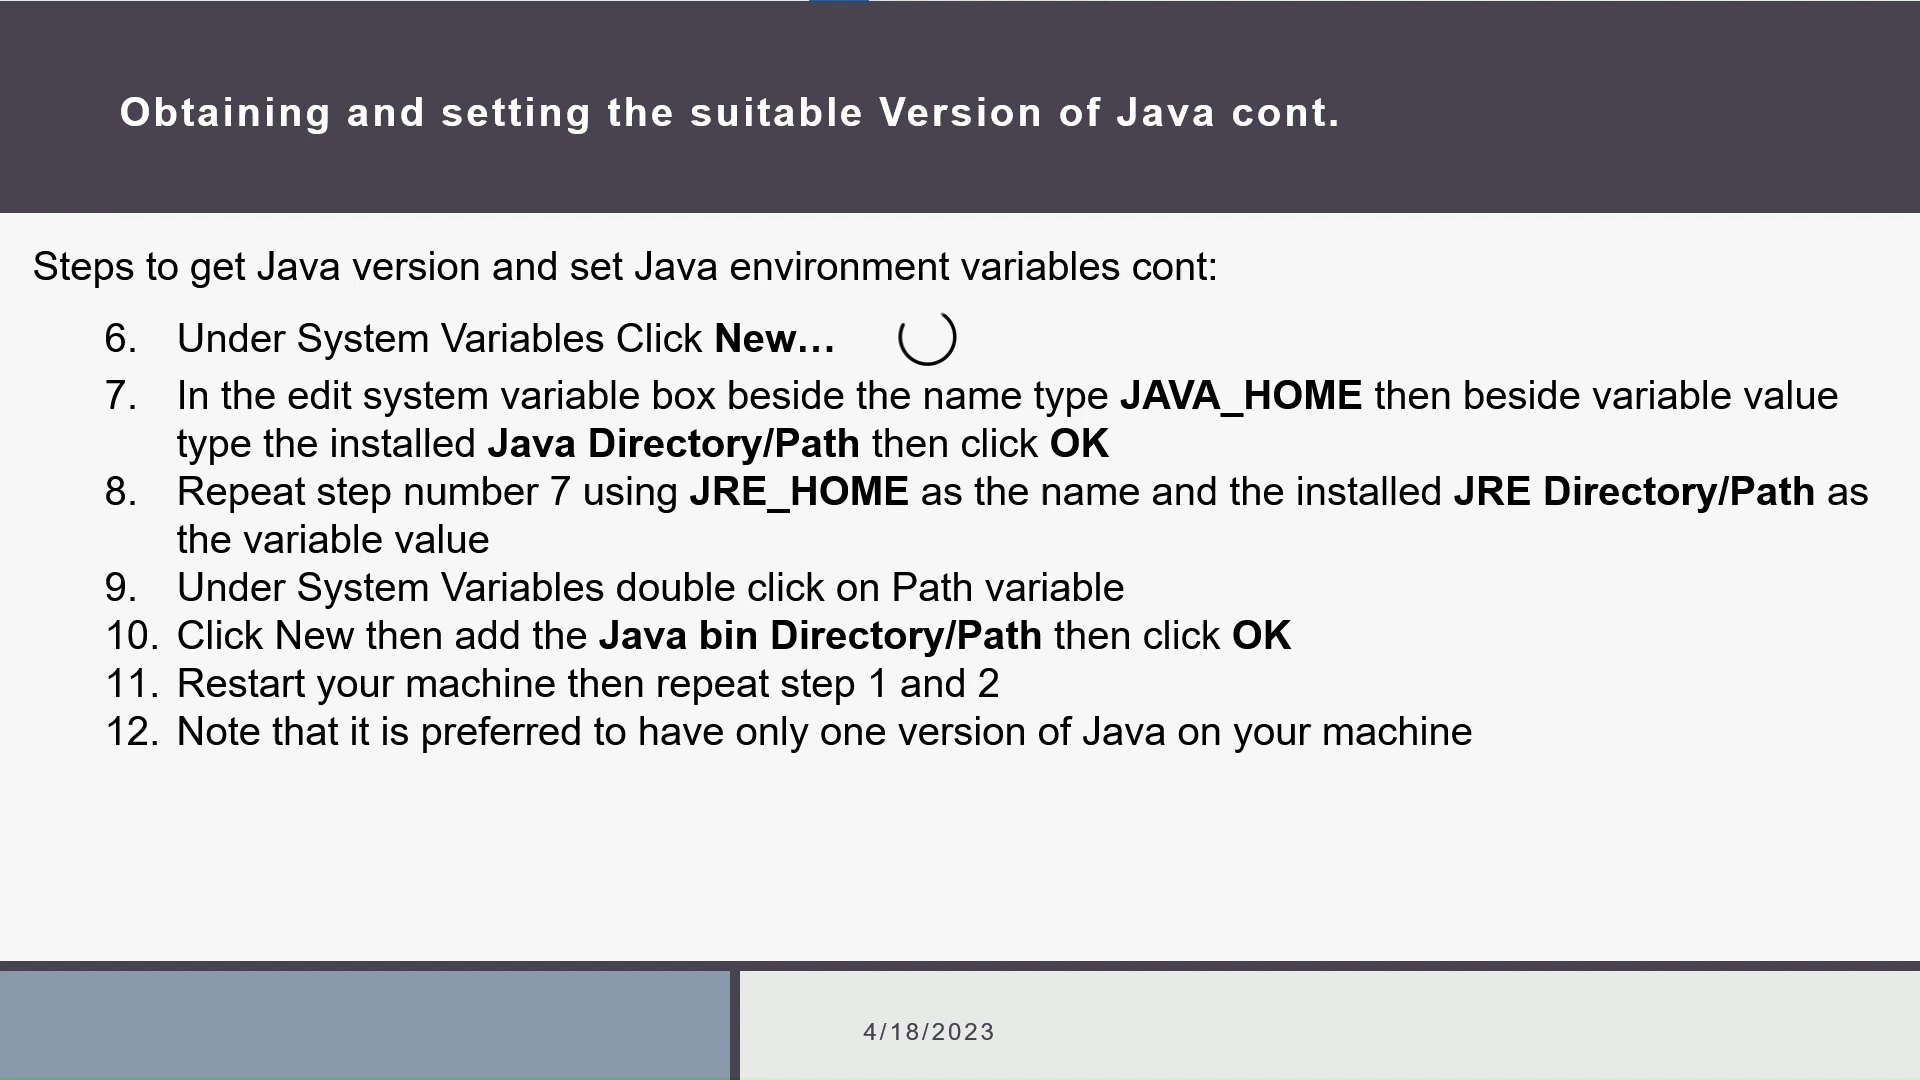 Obtaining and setting the suitable Version of Java cont.
Steps to get Java version and set Java environment variables cont:
6. Under System Variables Click New…
7. In the edit system variable box beside the name type JAVA_HOME then beside variable value
type the installed Java Directory/Path then click OK
8. Repeat step number 7 using JRE_HOME as the name and the installed JRE Directory/Path as
the variable value
9. Under System Variables double click on Path variable
10. Click New then add the Java bin Directory/Path then click OK
11. Restart your machine then repeat step 1 and 2
12. Note that it is preferred to have only one version of Java on your machine
4/18/2023